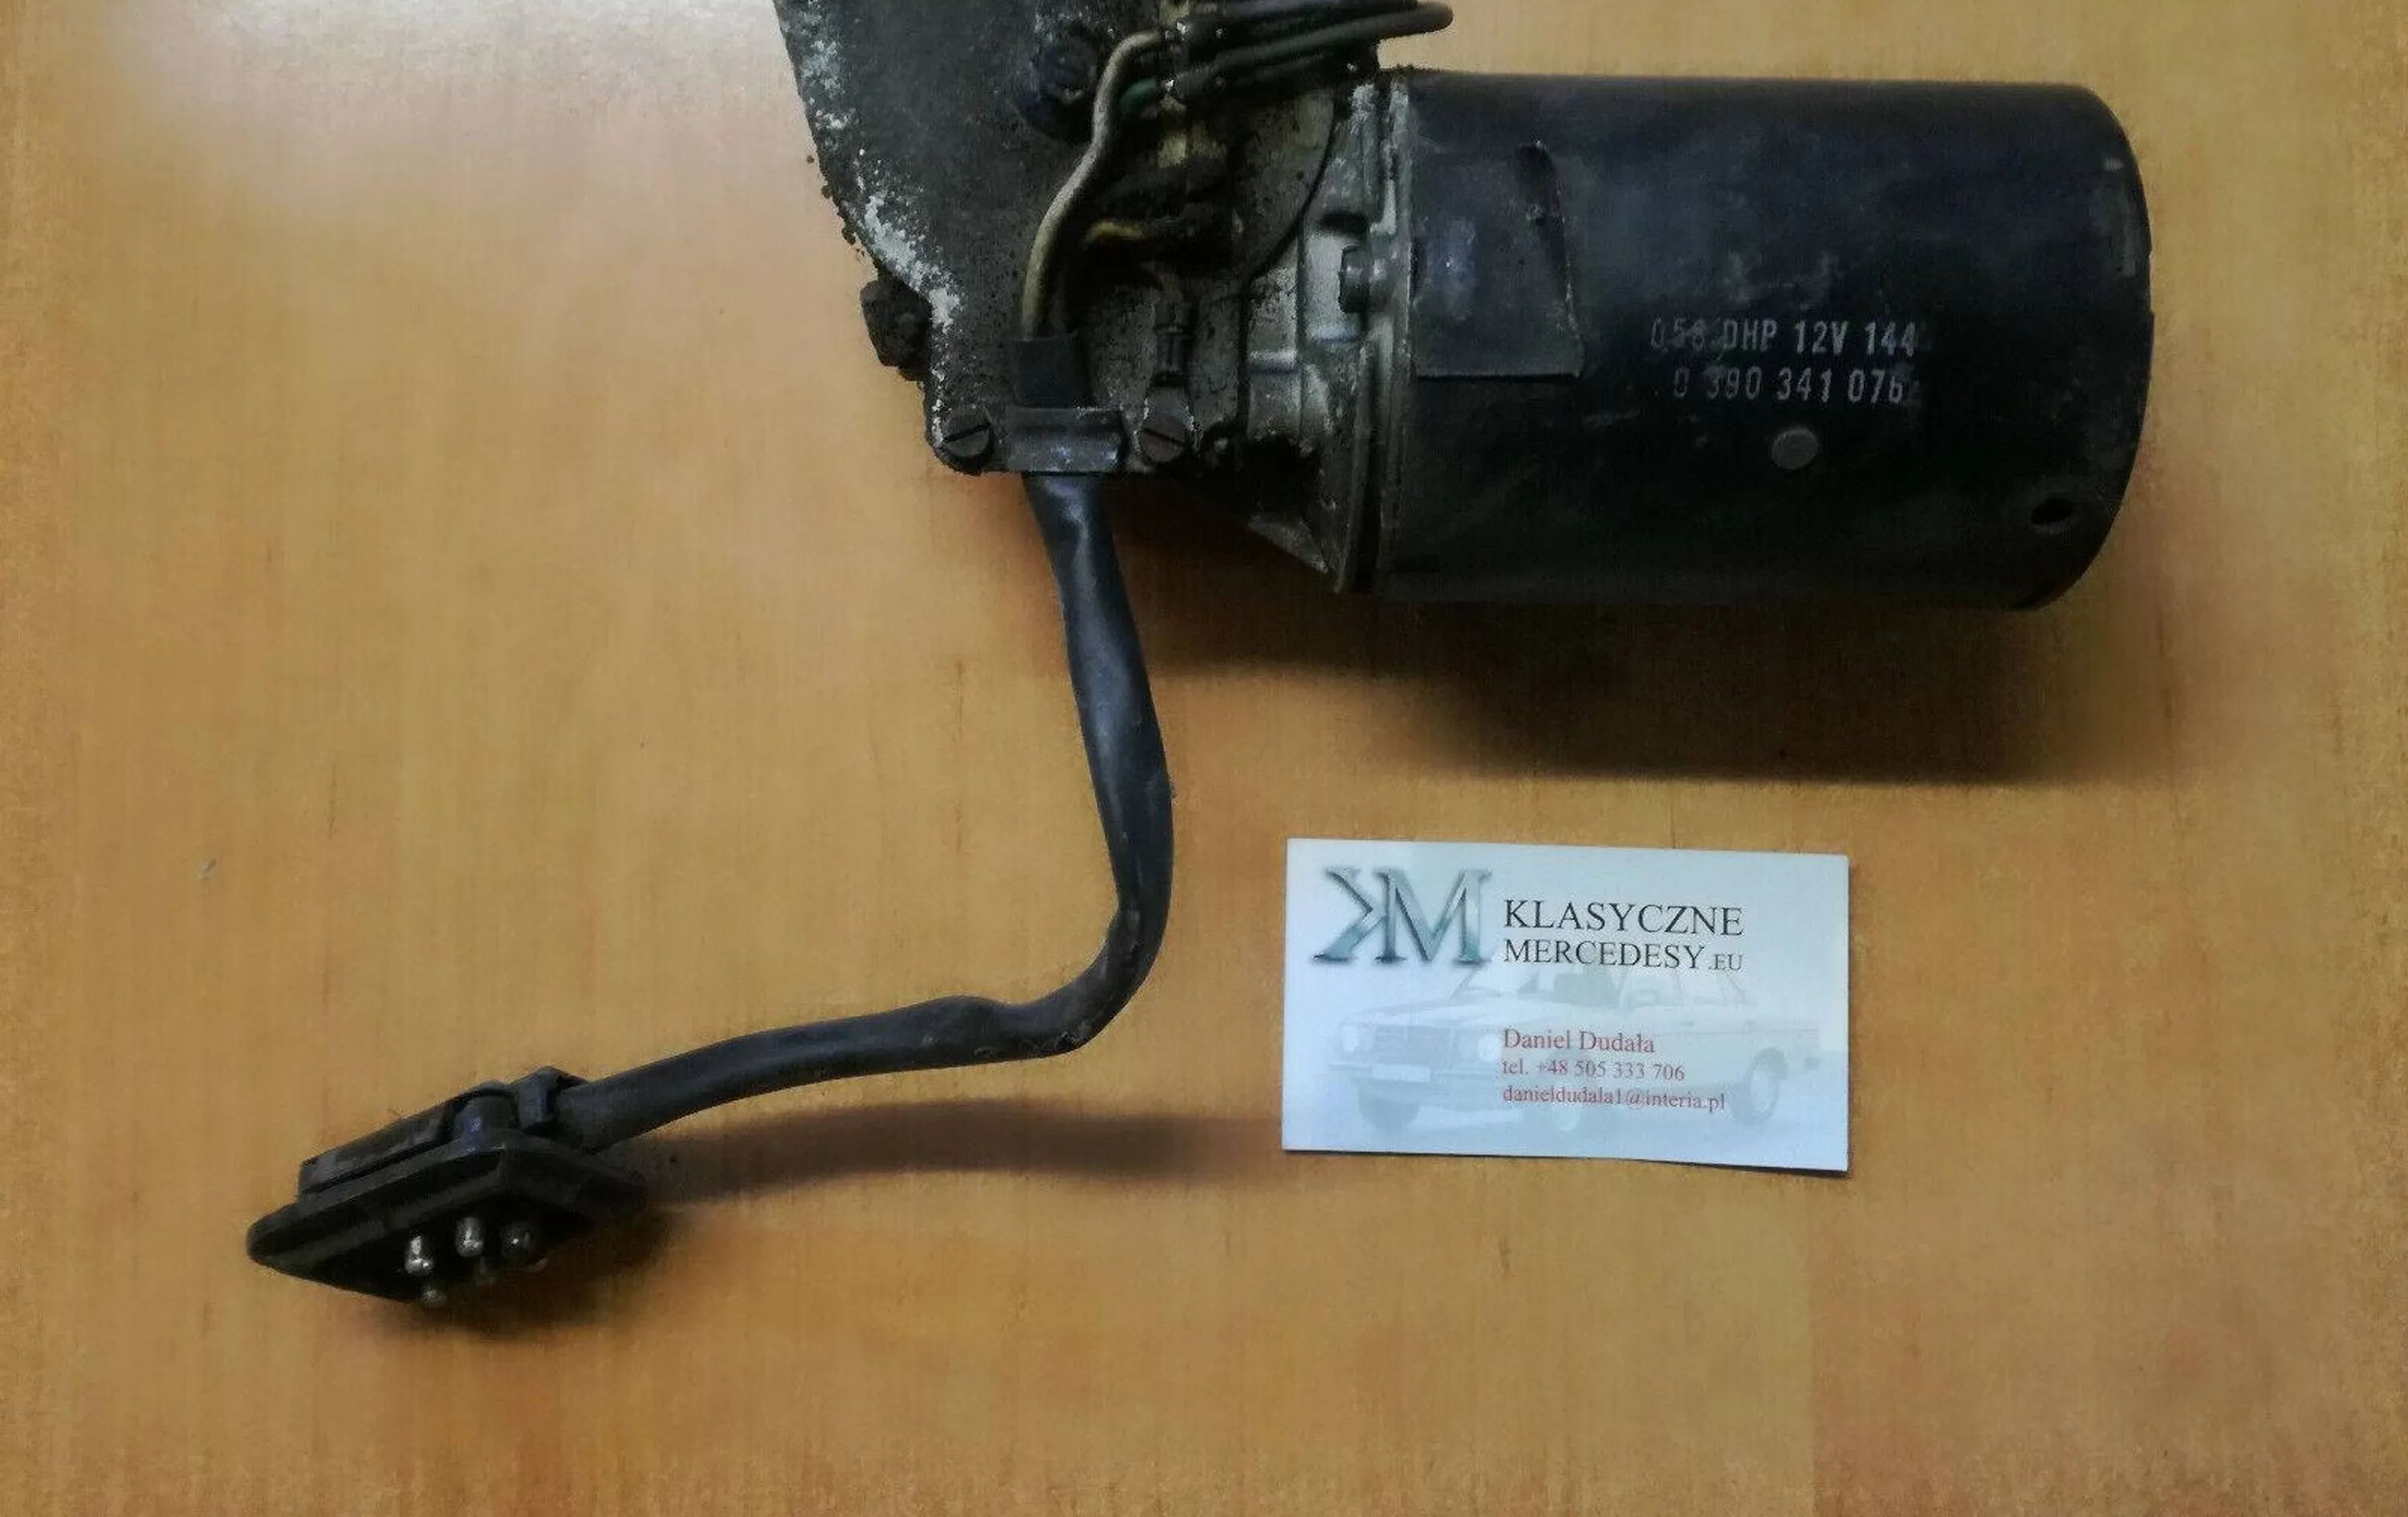 058 DHP 12V 144
0 390 341 076
KM KLASYCZNE
MERCEDESY.EU
Daniel Dudała
tel. +48 505 333 706
danieldudala1@interia.pl